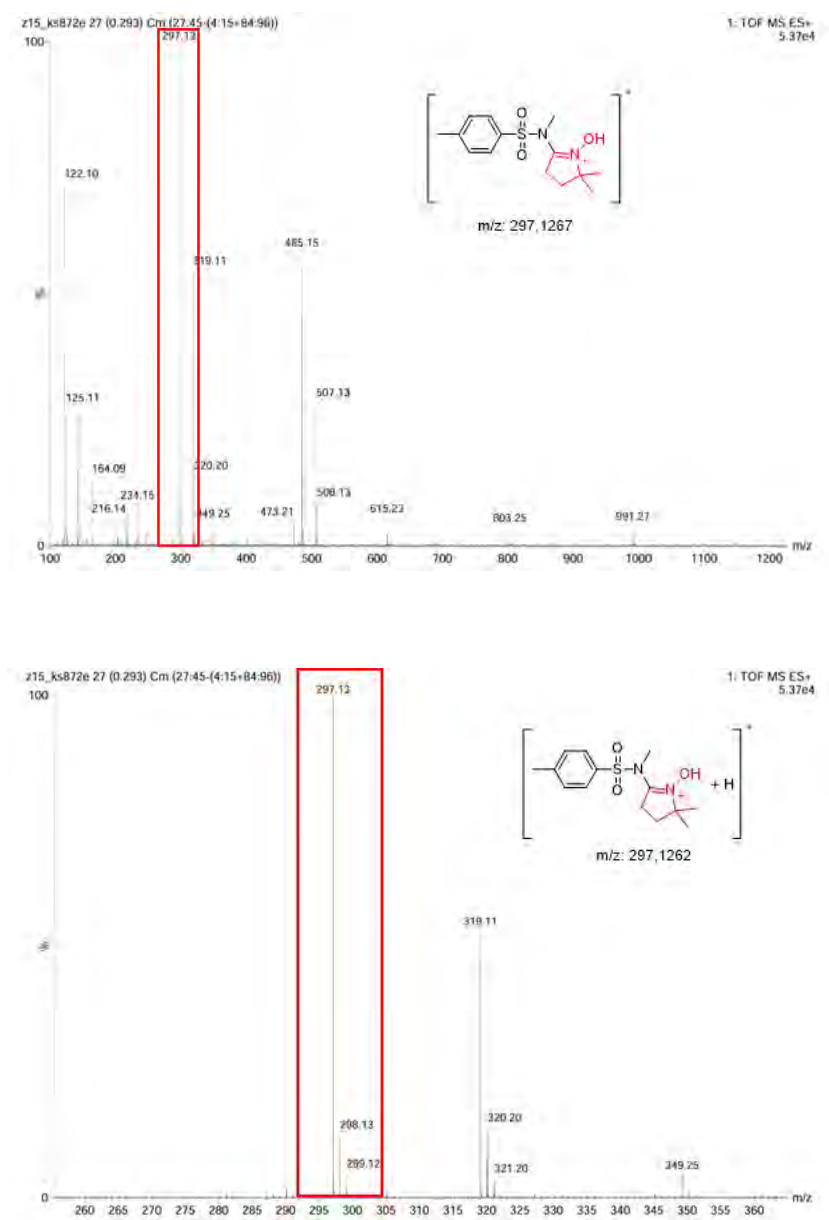 z15_ks872e 27 (0.293) Cm (27:45-(4:15+84:96))
1: TOF MS ES+
5.37e4
100
297.13
O
S
N
O
OH
N
+
+
m/z: 297,1267
122.10
485.15
319.11
%
507.13
125.11
320.20
164.09
234.15
216.14
349.25
473.21
508.13
615.23
803.25
991.27
0
100 200 300 400 500 600 700 800 900 1000 1100 1200
m/z
z15_ks872e 27 (0.293) Cm (27:45-(4:15+84:96))
1: TOF MS ES+
5.37e4
100
297.13
O
S
N
O
OH
N
+
+ H
+
m/z: 297,1262
319.11
%
298.13
320.20
299.12
321.20
349.25
0
260 265 270 275 280 285 290 295 300 305 310 315 320 325 330 335 340 345 350 355 360
m/z